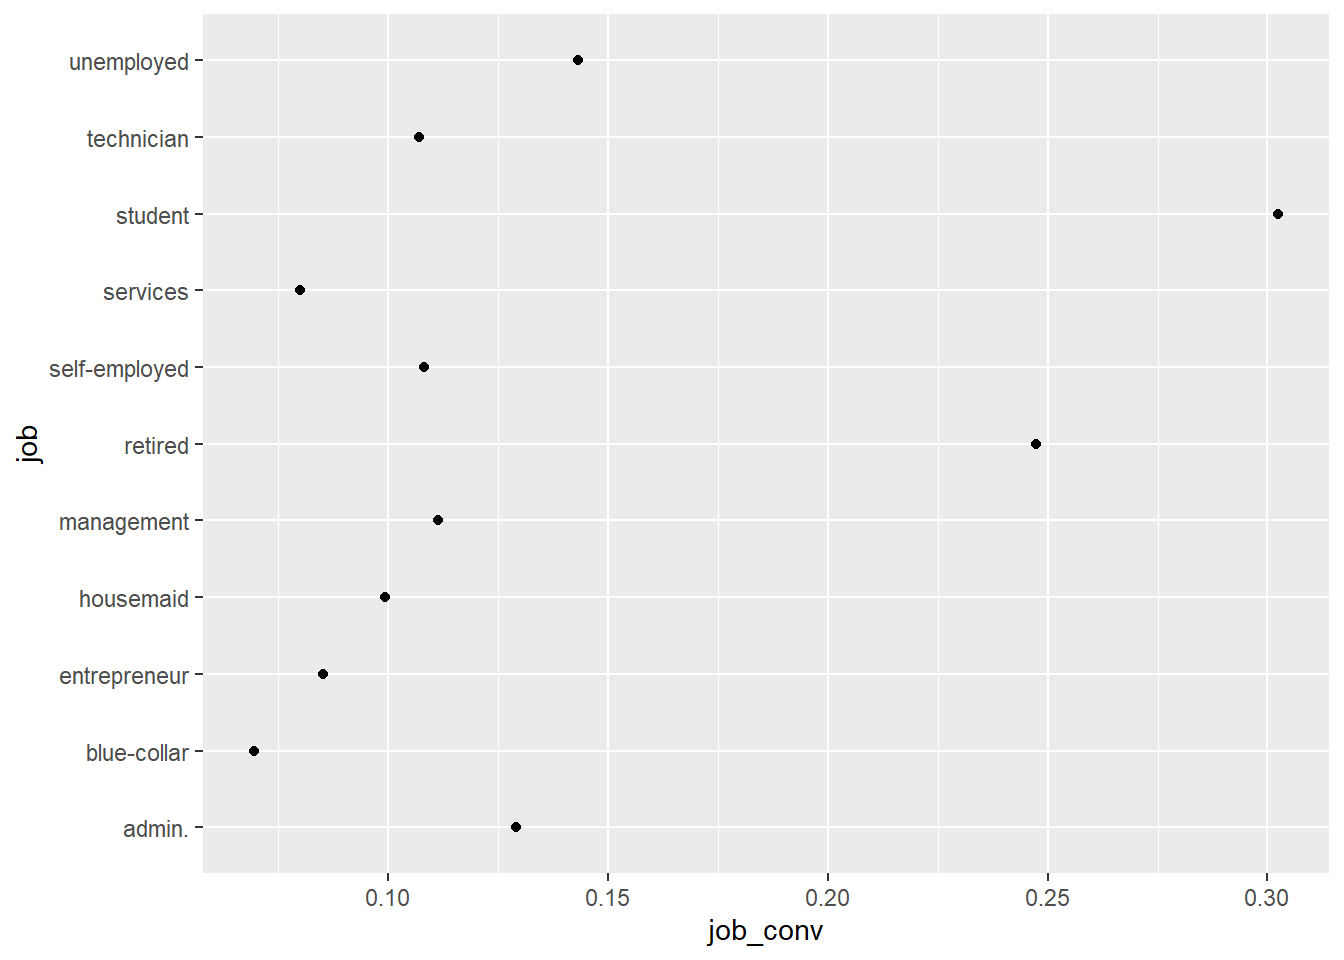 unemployed
technician
student
services
self-employed
retired
management
housemaid
entrepreneur
blue-collar
admin.
job
0.10 0.15 0.20 0.25 0.30
job_conv